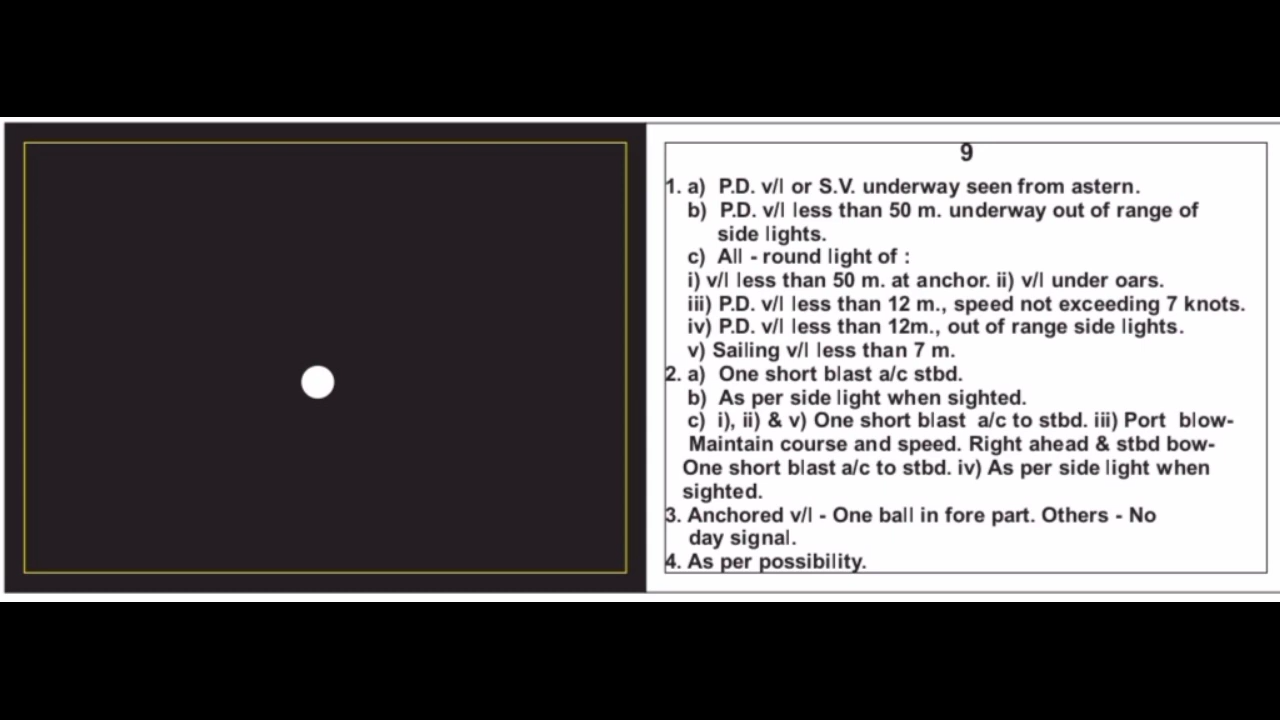 9
1. a) P.D. v/l or S.V. underway seen from astern.
b) P.D. v/l less than 50 m. underway out of range of
side lights.
c) All - round light of :
i) v/l less than 50 m. at anchor. ii) v/l under oars.
iii) P.D. v/l less than 12 m., speed not exceeding 7 knots.
iv) P.D. v/l less than 12m., out of range side lights.
v) Sailing v/l less than 7 m.
2. a) One short blast a/c stbd.
b) As per side light when sighted.
c) i), ii) & v) One short blast a/c to stbd. iii) Port blow-
Maintain course and speed. Right ahead & stbd bow-
One short blast a/c to stbd. iv) As per side light when
sighted.
3. Anchored v/l - One ball in fore part. Others - No
day signal.
4. As per possibility.